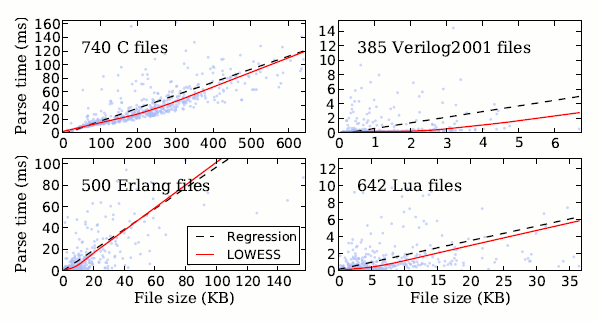 740 C files
Parse time (ms)
0 20 40 60 80 100 120 140 160
0 100 200 300 400 500 600
385 Verilog2001 files
0 2 4 6 8 10 12 14
0 1 2 3 4 5 6
500 Erlang files
Parse time (ms)
0 20 40 60 80 100
0 20 40 60 80 100 120 140
File size (KB)
Regression
LOWESS
642 Lua files
0 2 4 6 8 10 12
0 5 10 15 20 25 30 35
File size (KB)